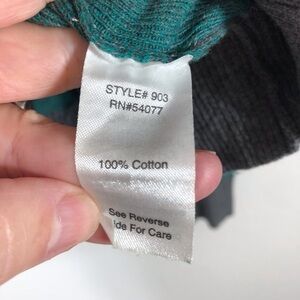 STYLE# 903
RN#54077
100% Cotton
See Reverse
ide For Care